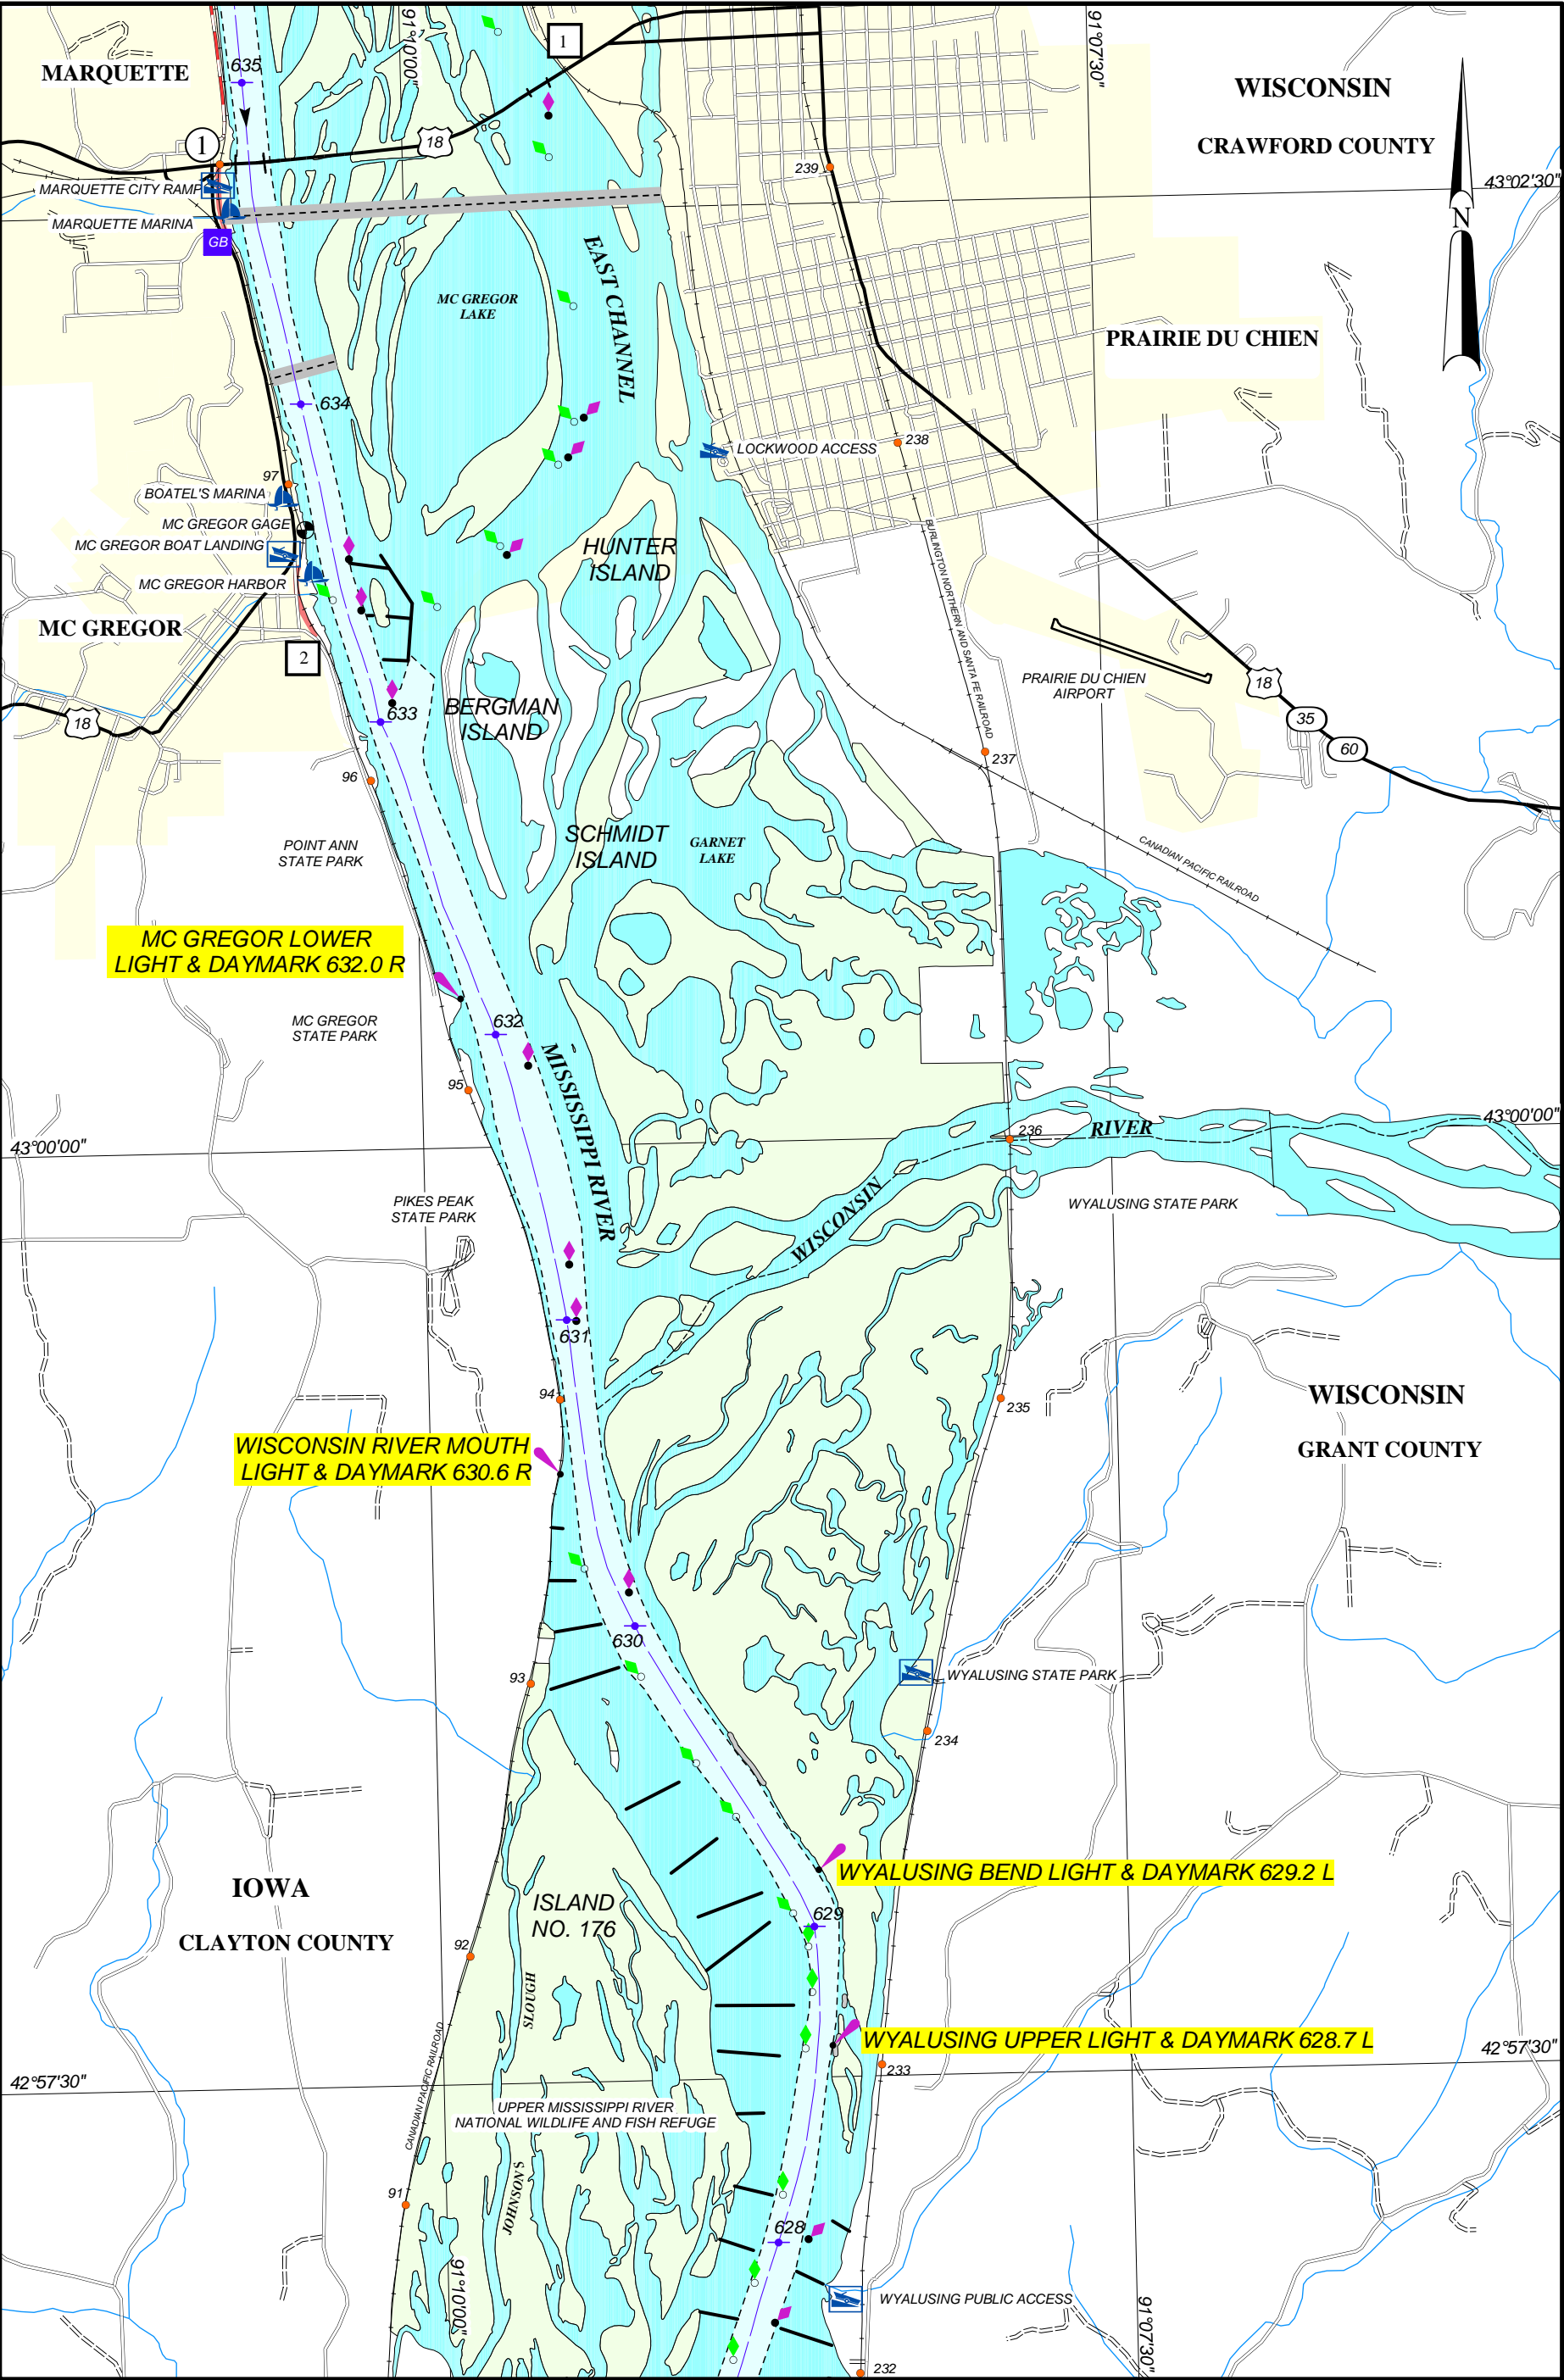 91°10'00"
91°07'30"
1
635
MARQUETTE
WISCONSIN
CRAWFORD COUNTY
1
18
239
43°02'30"
MARQUETTE CITY RAMP
MARQUETTE MARINA
GB
N
EAST CHANNEL
MC GREGOR
LAKE
PRAIRIE DU CHIEN
634
238
LOCKWOOD ACCESS
97
BOATEL'S MARINA
MC GREGOR GAGE
MC GREGOR BOAT LANDING
MC GREGOR HARBOR
HUNTER
ISLAND
BURLINGTON NORTHERN AND SANTA FE RAILROAD
MC GREGOR
2
PRAIRIE DU CHIEN
AIRPORT
18
35
60
18
633
BERGMAN
ISLAND
237
96
SCHMIDT
ISLAND
GARNET
LAKE
POINT ANN
STATE PARK
CANADIAN PACIFIC RAILROAD
MC GREGOR LOWER
LIGHT & DAYMARK 632.0 R
MC GREGOR
STATE PARK
632
95
MISSISSIPPI RIVER
43°00'00"
43°00'00"
236
RIVER
WISCONSIN
PIKES PEAK
STATE PARK
WYALUSING STATE PARK
631
94
235
WISCONSIN
GRANT COUNTY
WISCONSIN RIVER MOUTH
LIGHT & DAYMARK 630.6 R
630
93
WYALUSING STATE PARK
234
WYALUSING BEND LIGHT & DAYMARK 629.2 L
IOWA
CLAYTON COUNTY
ISLAND
NO. 176
629
92
SLOUGH
WYALUSING UPPER LIGHT & DAYMARK 628.7 L
42°57'30"
42°57'30"
233
CANADIAN PACIFIC RAILROAD
UPPER MISSISSIPPI RIVER
NATIONAL WILDLIFE AND FISH REFUGE
JOHNSON'S
91
628
91°10'00"
WYALUSING PUBLIC ACCESS
91°07'30"
232